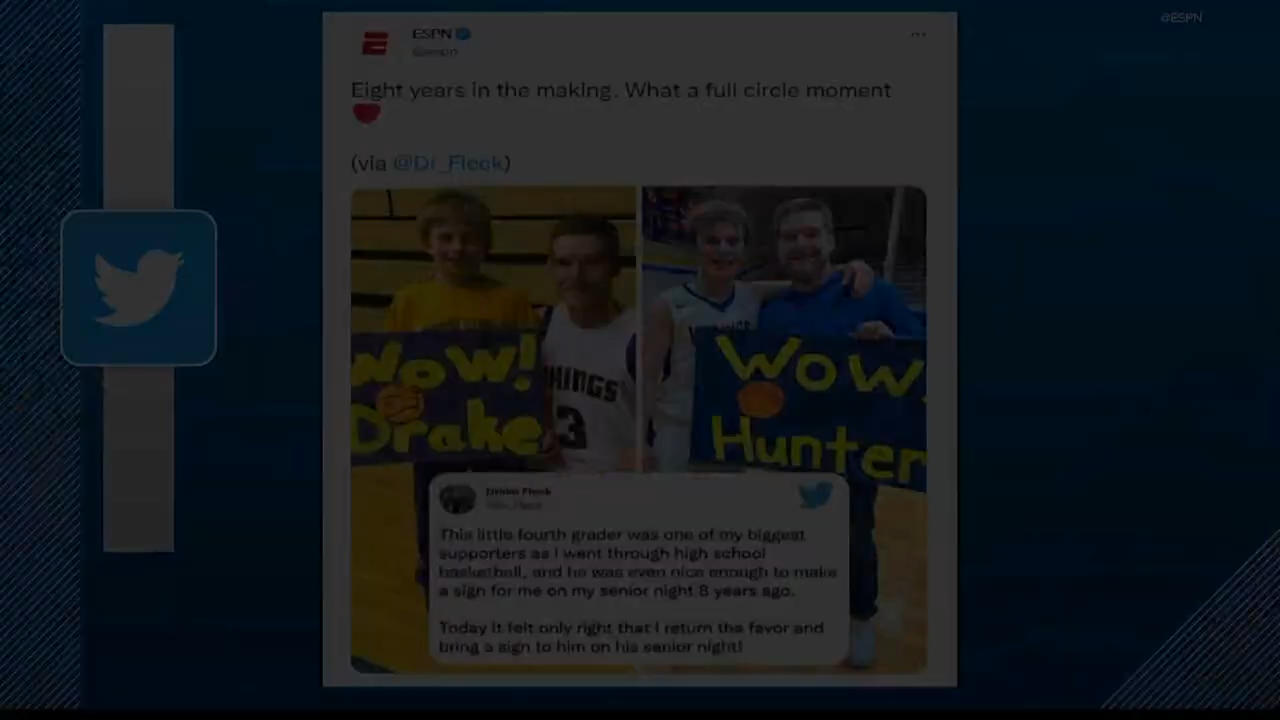 @ESPN
ESPN
@espn
Eight years in the making. What a full circle moment
(via @Dr_Fleck)
Wow!
Drake
KINGS
3
WOW!
Hunter
Fleck
This little fourth grader was one of my biggest
supporters as I went through high school
basketball, and he was even nice enough to make
a sign for me on my senior night 8 years ago.
Today it felt only right that I return the favor and
bring a sign to him on his senior night!